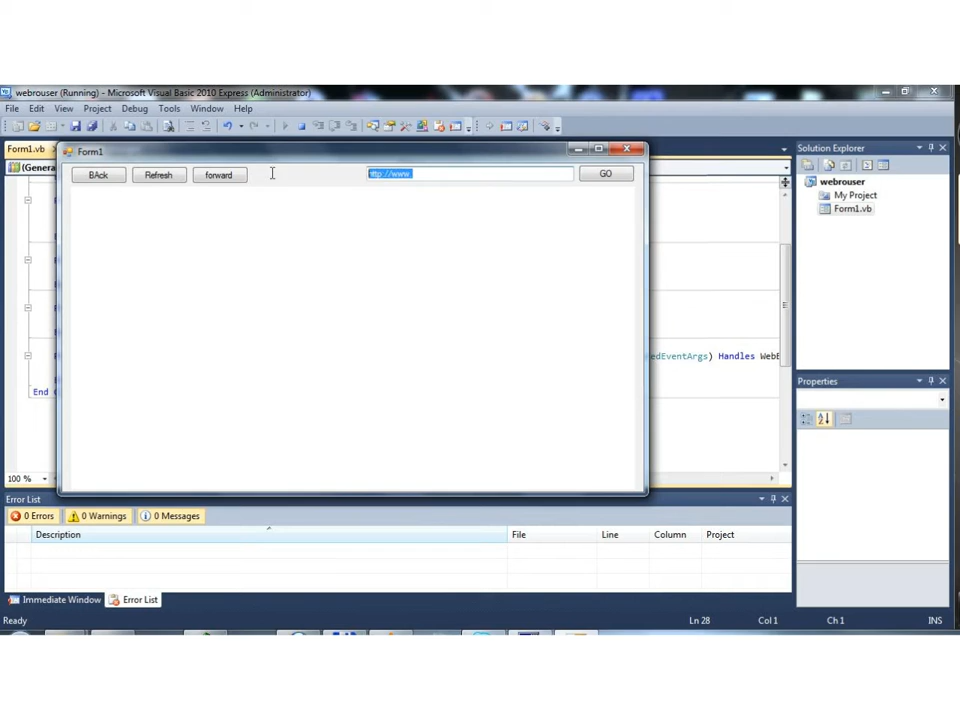 webrouser (Running) - Microsoft Visual Basic 2010 Express (Administrator)
File Edit View Project Debug Tools Window Help
Form1.vb
(General
Form1
BAck Refresh forward http://www. GO
edEventArgs) Handles WebB
End
100 %
Solution Explorer
webrouser
My Project
Form1.vb
Properties
Error List
0 Errors 0 Warnings 0 Messages
Description File Line Column Project
Immediate Window Error List
Ready Ln 28 Col 1 Ch 1 INS